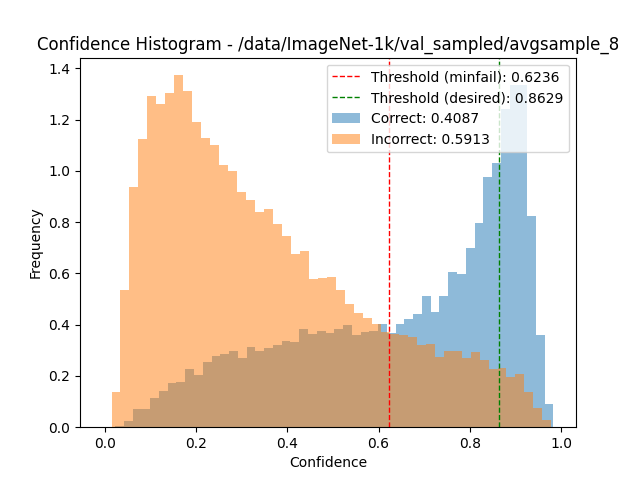 Confidence Histogram - /data/ImageNet-1k/val_sampled/avgsample_8
Threshold (minfail): 0.6236
Threshold (desired): 0.8629
Correct: 0.4087
Incorrect: 0.5913
Frequency
1.4
1.2
1.0
0.8
0.6
0.4
0.2
0.0
0.0 0.2 0.4 0.6 0.8 1.0
Confidence